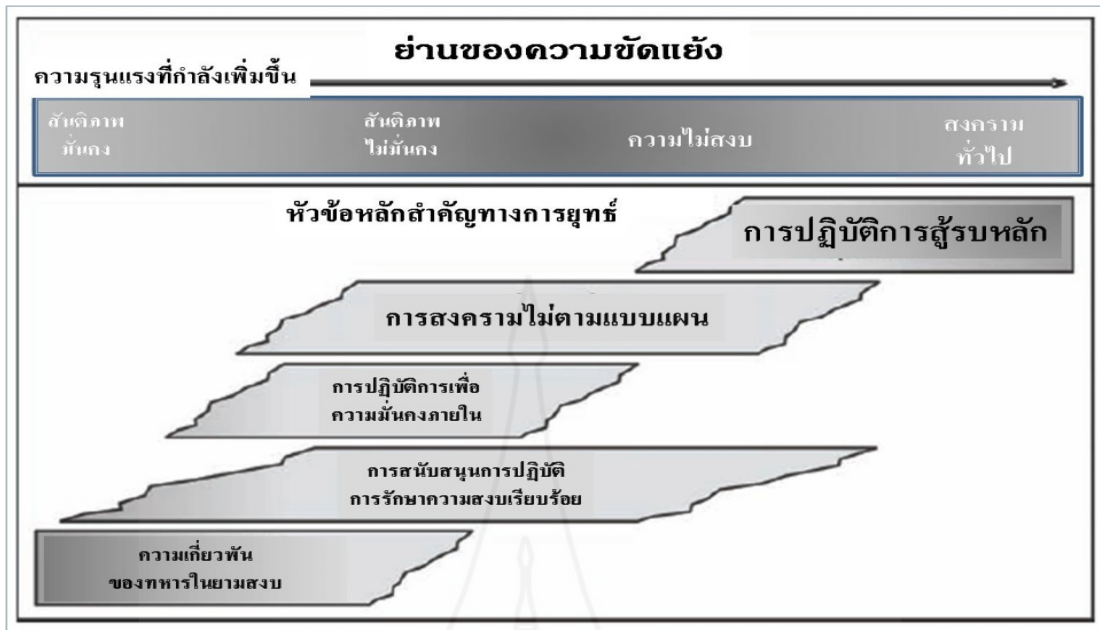 ย่านของความขัดแย้ง
ความรุนแรงที่กำลังเพิ่มขึ้น
สันติภาพ
มั่นคง
สันติภาพ
ไม่มั่นคง
ความไม่สงบ
สงคราม
ทั่วไป
หัวข้อหลักสำคัญทางการยุทธ์
การปฏิบัติการสู้รบหลัก
การสงครามไม่ตามแบบแผน
การปฏิบัติการเพื่อ
ความมั่นคงภายใน
การสนับสนุนการปฏิบัติ
การรักษาความสงบเรียบร้อย
ความเกี่ยวพัน
ของทหารในยามสงบ